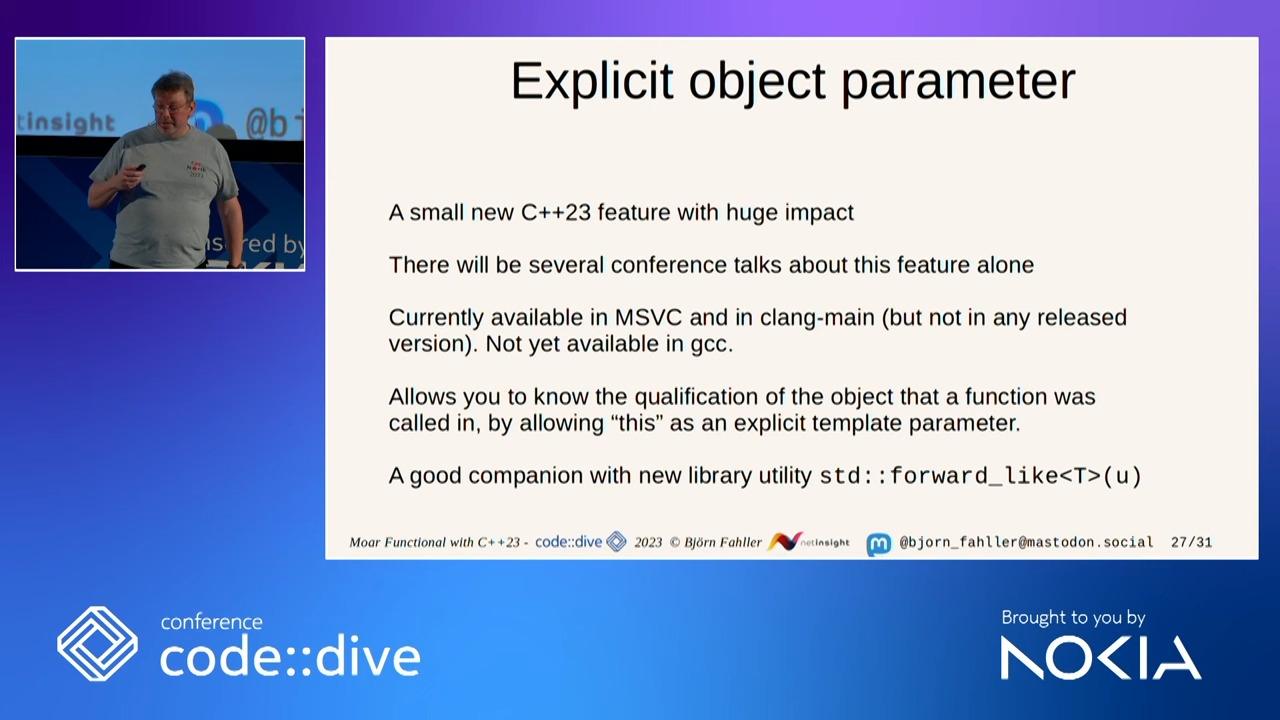 tinsight
@bj
nsored by
Explicit object parameter
A small new C++23 feature with huge impact
There will be several conference talks about this feature alone
Currently available in MSVC and in clang-main (but not in any released
version). Not yet available in gcc.
Allows you to know the qualification of the object that a function was
called in, by allowing “this” as an explicit template parameter.
A good companion with new library utility std::forward_like<T>(u)
Moar Functional with C++23 - code::dive 2023 © Björn Fahller netinsight @bjorn_fahller@mastodon.social 27/31
conference
code::dive
Brought to you by
NOKIA